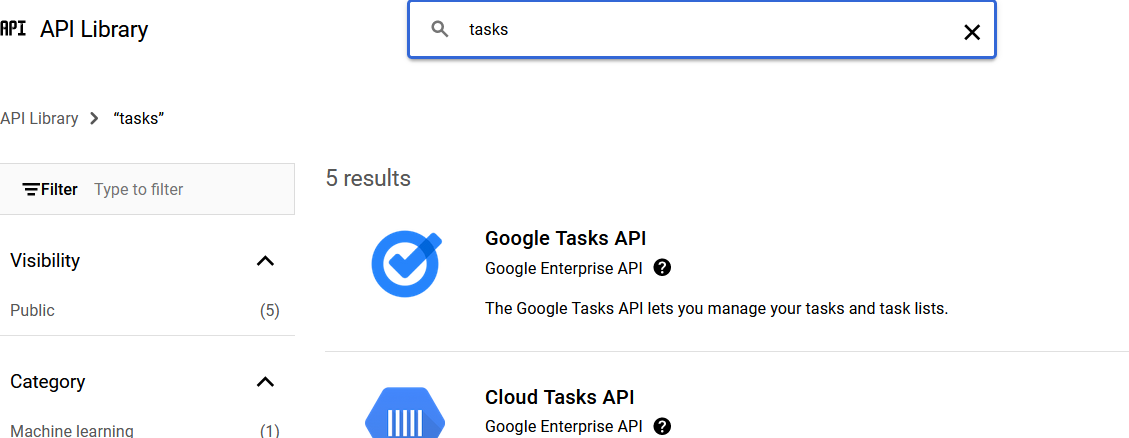 API API Library
tasks
API Library > “tasks”
Filter Type to filter
5 results
Google Tasks API
Google Enterprise API ?
The Google Tasks API lets you manage your tasks and task lists.
Visibility
Public (5)
Category
Machine learning (1)
Cloud Tasks API
Google Enterprise API ?